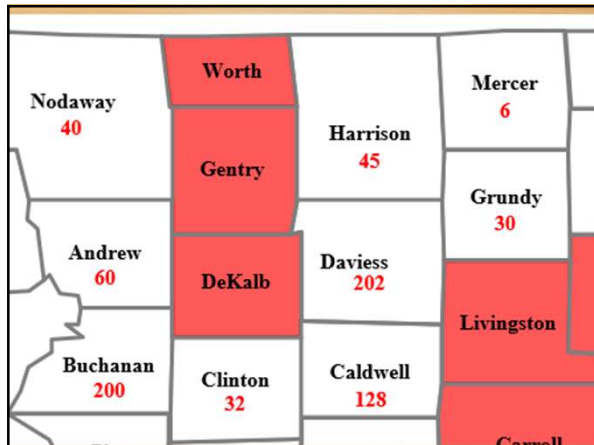 Worth
Nodaway
40
Mercer
6
Harrison
45
Gentry
Grundy
30
Andrew
60
DeKalb
Daviess
202
Livingston
Buchanan
200
Clinton
32
Caldwell
128
Carroll